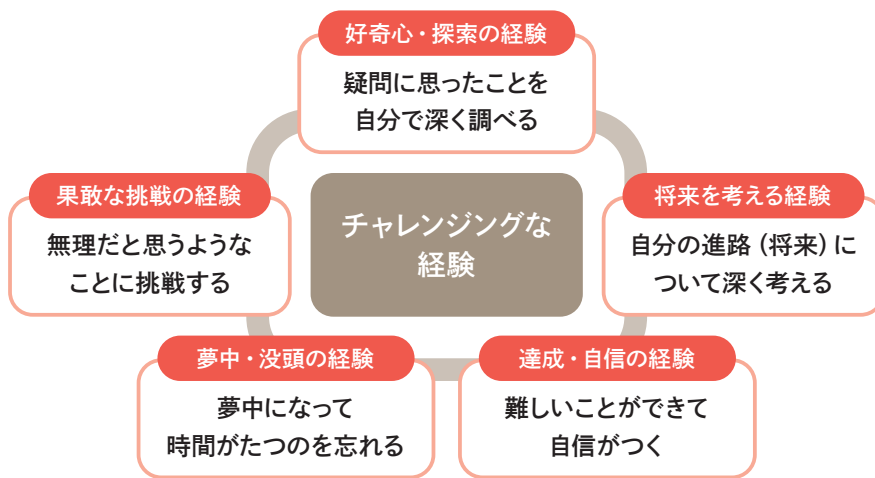 好奇心・探索の経験
疑問に思ったことを
自分で深く調べる
果敢な挑戦の経験
無理だと思うような
ことに挑戦する
チャレンジングな
経験
将来を考える経験
自分の進路（将来）に
ついて深く考える
夢中・没頭の経験
夢中になって
時間がたつのを忘れる
達成・自信の経験
難しいことができて
自信がつく